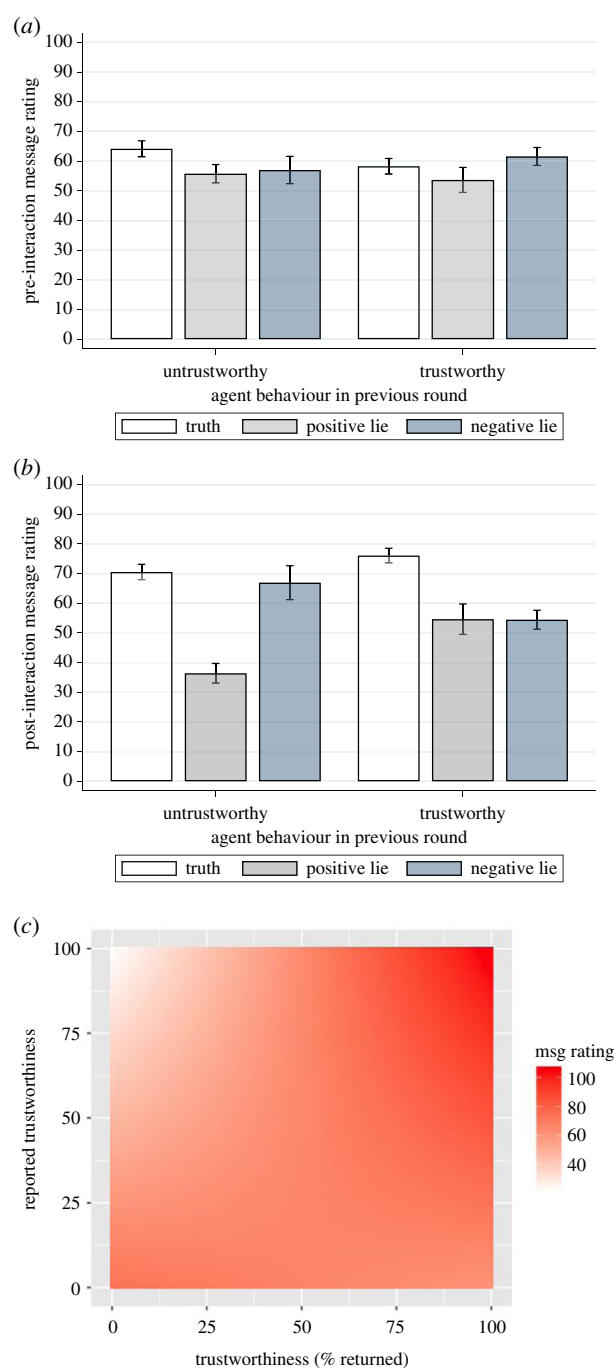 (a)
100
90
80
70
60
50
40
30
20
10
0
pre-interaction message rating
untrustworthy trustworthy
agent behaviour in previous round
truth positive lie negative lie
(b)
100
90
80
70
60
50
40
30
20
10
0
post-interaction message rating
untrustworthy trustworthy
agent behaviour in previous round
truth positive lie negative lie
(c)
100
75
50
25
0
reported trustworthiness
0 25 50 75 100
trustworthiness (% returned)
msg rating
100
80
60
40